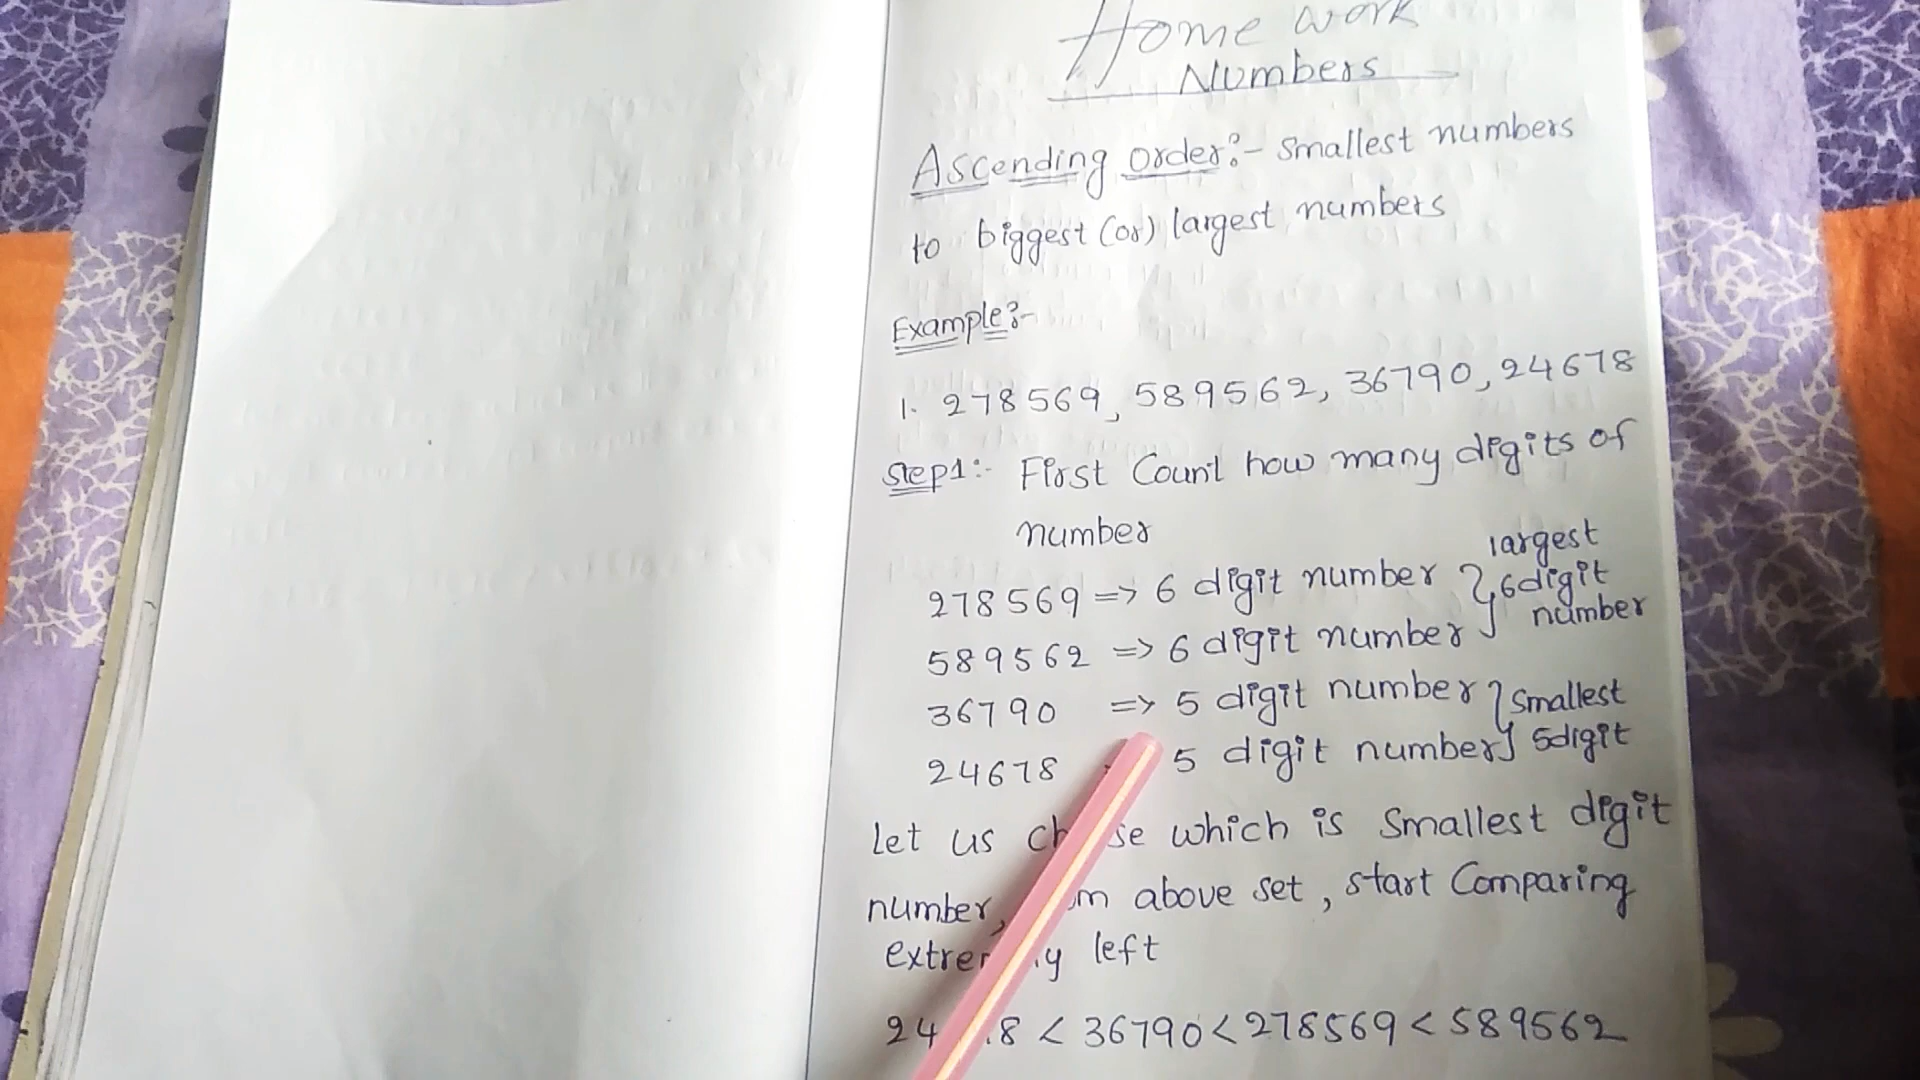 Home work
Numbers
Ascending order:- smallest numbers
to biggest (or) largest numbers
Example:-
1. 278569, 589562, 36790, 24678
Step1:- First Count how many digits of
number
278569 => 6 digit number } largest 6digit number
589562 => 6 digit number
36790 => 5 digit number } smallest 5digit
24678 5 digit number
Let us which is smallest digit
number, above set, start Comparing
left
< 36790 < 278569 < 589562